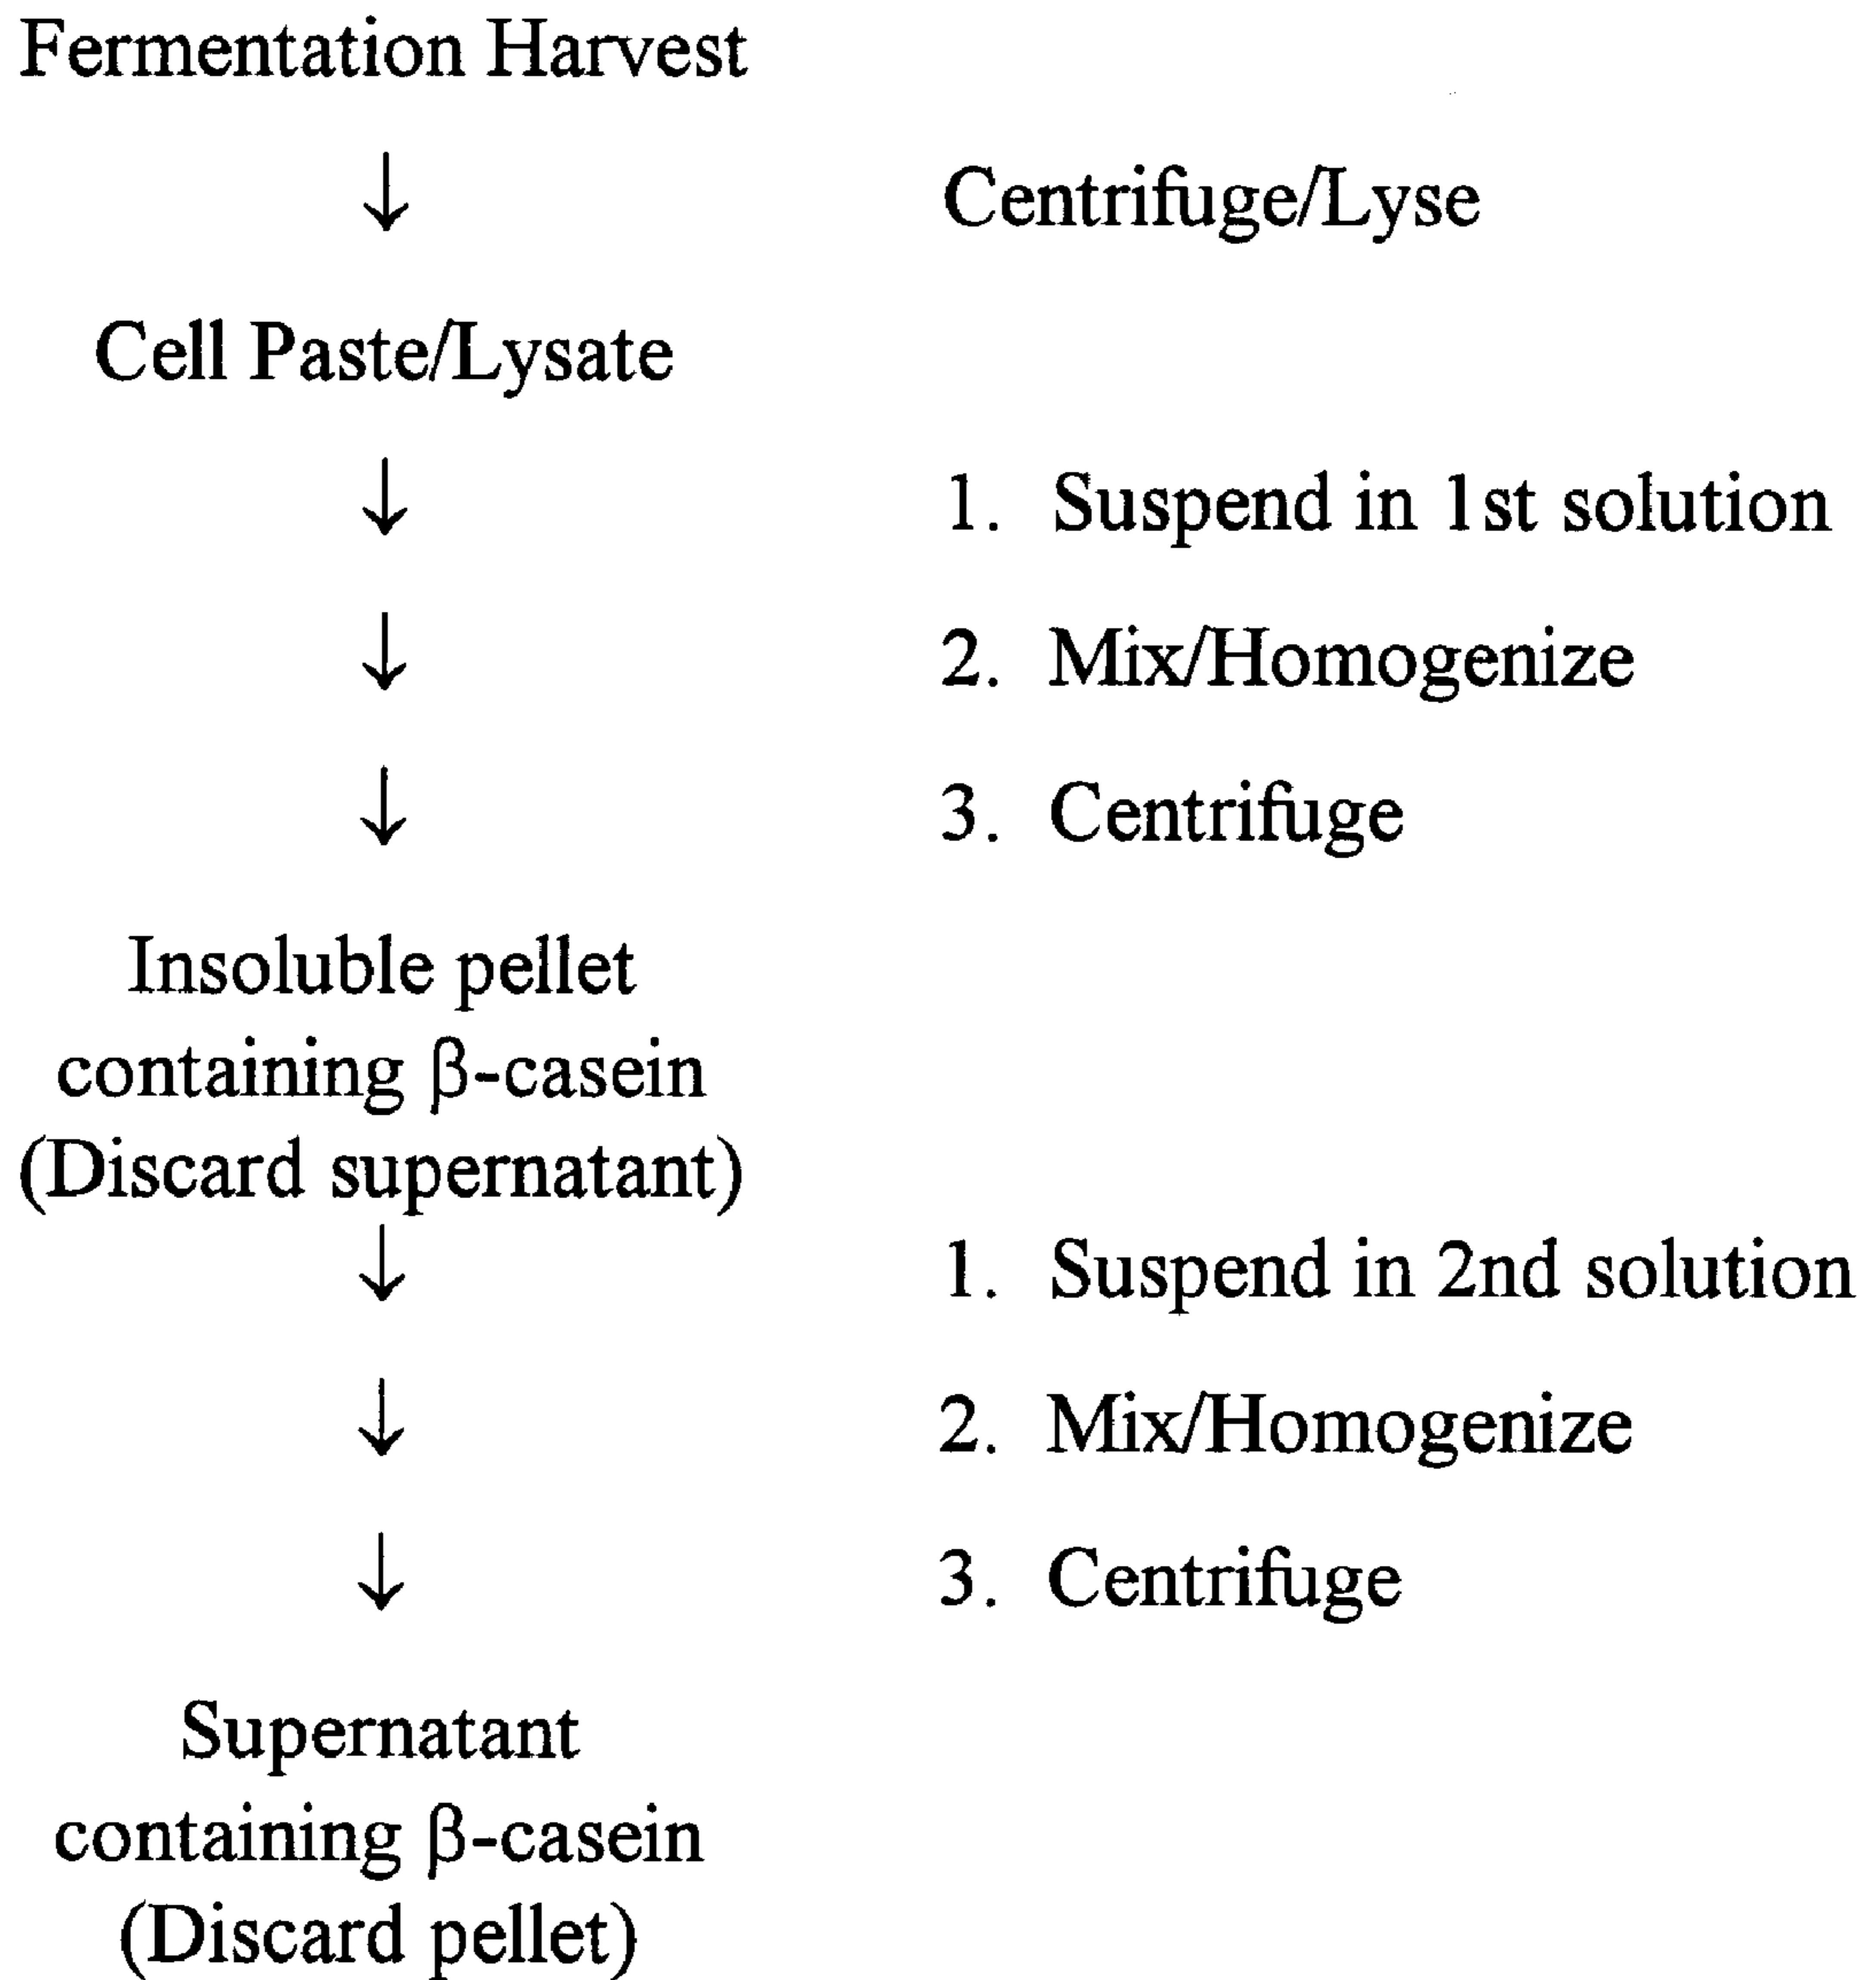 Fermentation Harvest
↓ Centrifuge/Lyse
Cell Paste/Lysate
↓ 1. Suspend in 1st solution
↓ 2. Mix/Homogenize
↓ 3. Centrifuge
Insoluble pellet
containing β-casein
(Discard supernatant)
↓ 1. Suspend in 2nd solution
↓ 2. Mix/Homogenize
↓ 3. Centrifuge
Supernatant
containing β-casein
(Discard pellet)